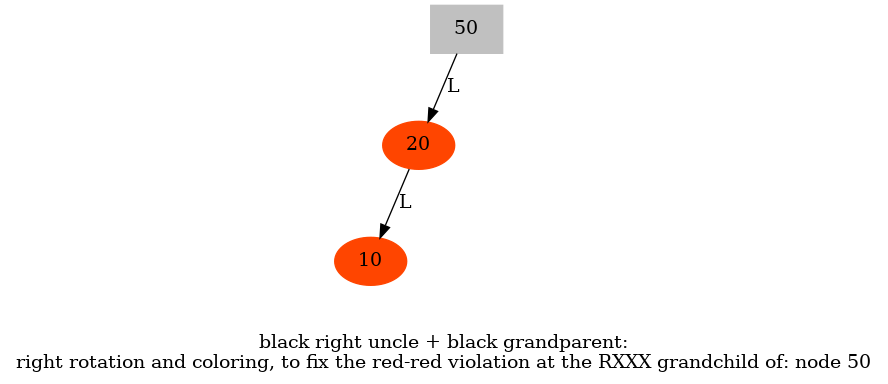 50
L
20
L
10
black right uncle + black grandparent:
right rotation and coloring, to fix the red-red violation at the RXXX grandchild of: node 50